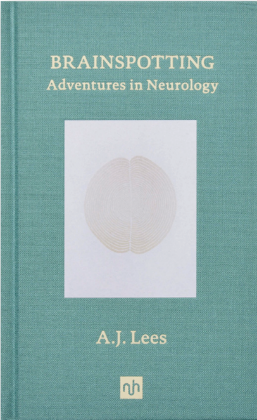 BRAINSPOTTING
Adventures in Neurology
A.J. Lees